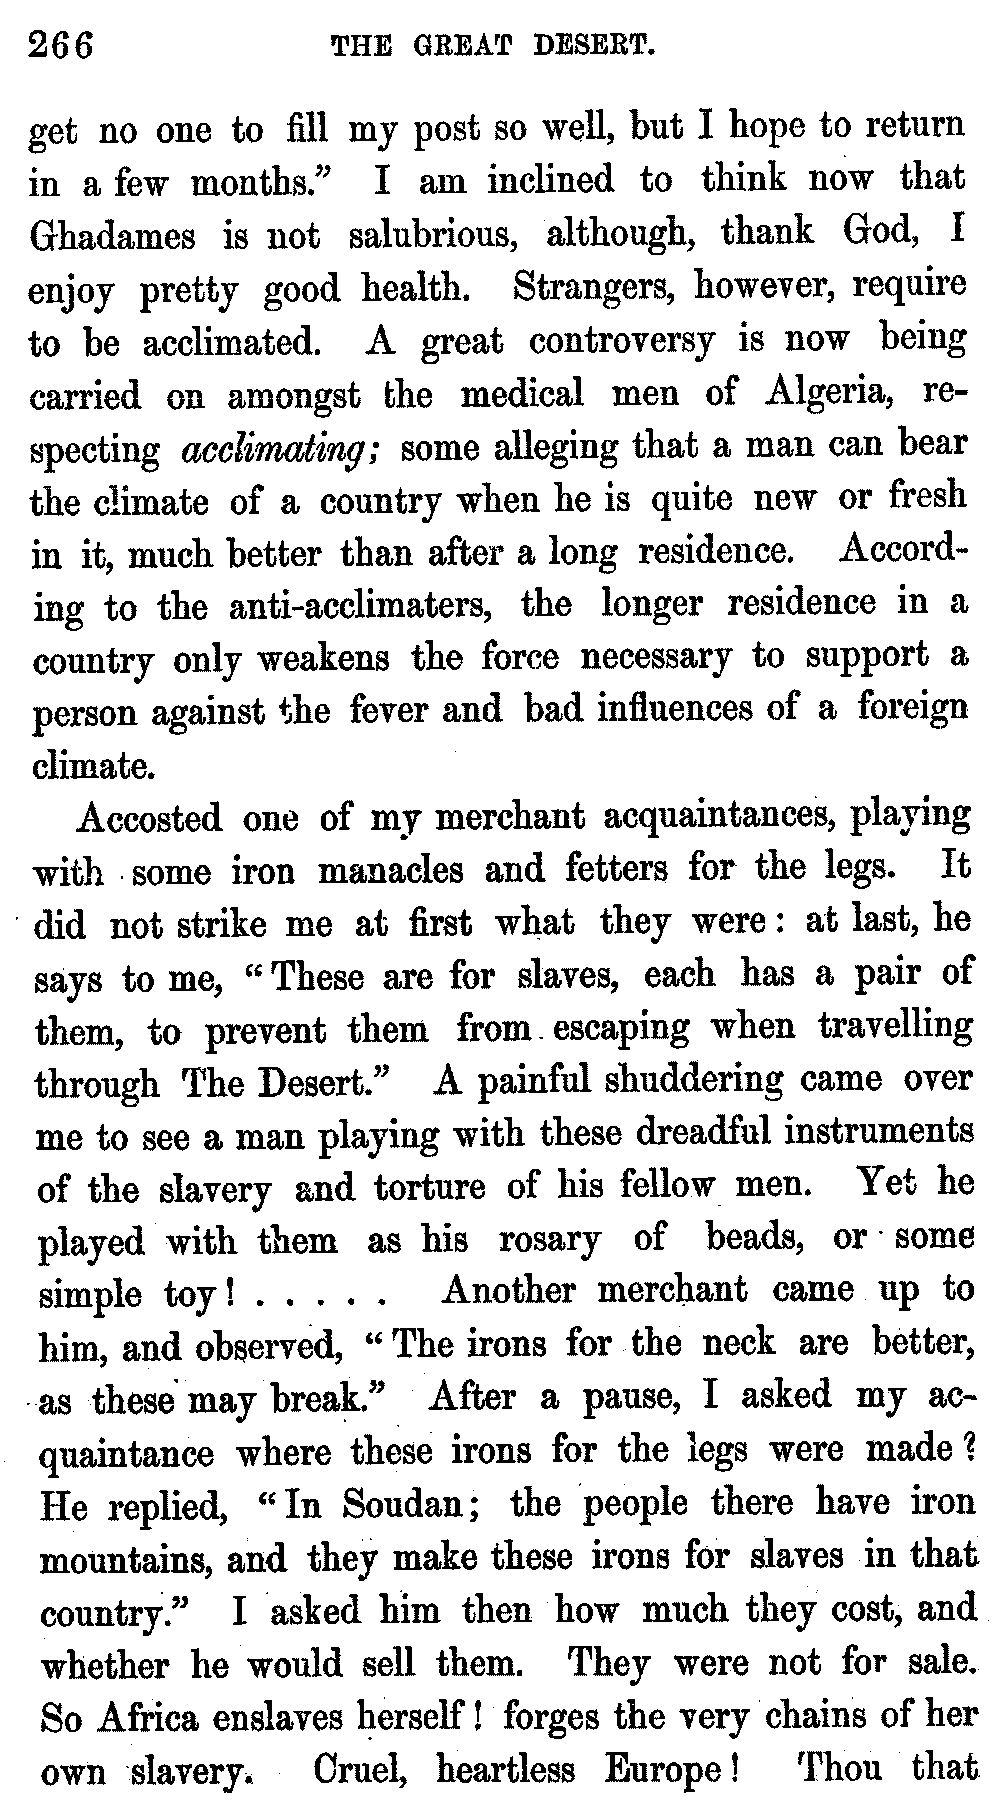 266 THE GREAT DESERT.
get no one to fill my post so well, but I hope to return
in a few months.” I am inclined to think now that
Ghadames is not salubrious, although, thank God, I
enjoy pretty good health. Strangers, however, require
to be acclimated. A great controversy is now being
carried on amongst the medical men of Algeria, re-
specting acclimating; some alleging that a man can bear
the climate of a country when he is quite new or fresh
in it, much better than after a long residence. Accord-
ing to the anti-acclimaters, the longer residence in a
country only weakens the force necessary to support a
person against the fever and bad influences of a foreign
climate.
Accosted one of my merchant acquaintances, playing
with some iron manacles and fetters for the legs. It
did not strike me at first what they were: at last, he
says to me, “These are for slaves, each has a pair of
them, to prevent them from escaping when travelling
through The Desert.” A painful shuddering came over
me to see a man playing with these dreadful instruments
of the slavery and torture of his fellow men. Yet he
played with them as his rosary of beads, or some
simple toy! . . . . . Another merchant came up to
him, and observed, “The irons for the neck are better,
as these may break.” After a pause, I asked my ac-
quaintance where these irons for the legs were made?
He replied, “In Soudan; the people there have iron
mountains, and they make these irons for slaves in that
country.” I asked him then how much they cost, and
whether he would sell them. They were not for sale.
So Africa enslaves herself! forges the very chains of her
own slavery. Cruel, heartless Europe! Thou that